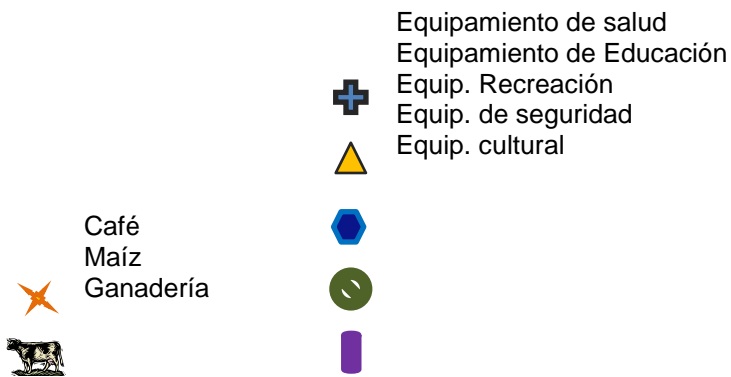 Equipamiento de salud
Equipamiento de Educación
Equip. Recreación
Equip. de seguridad
Equip. cultural
Café
Maíz
Ganadería